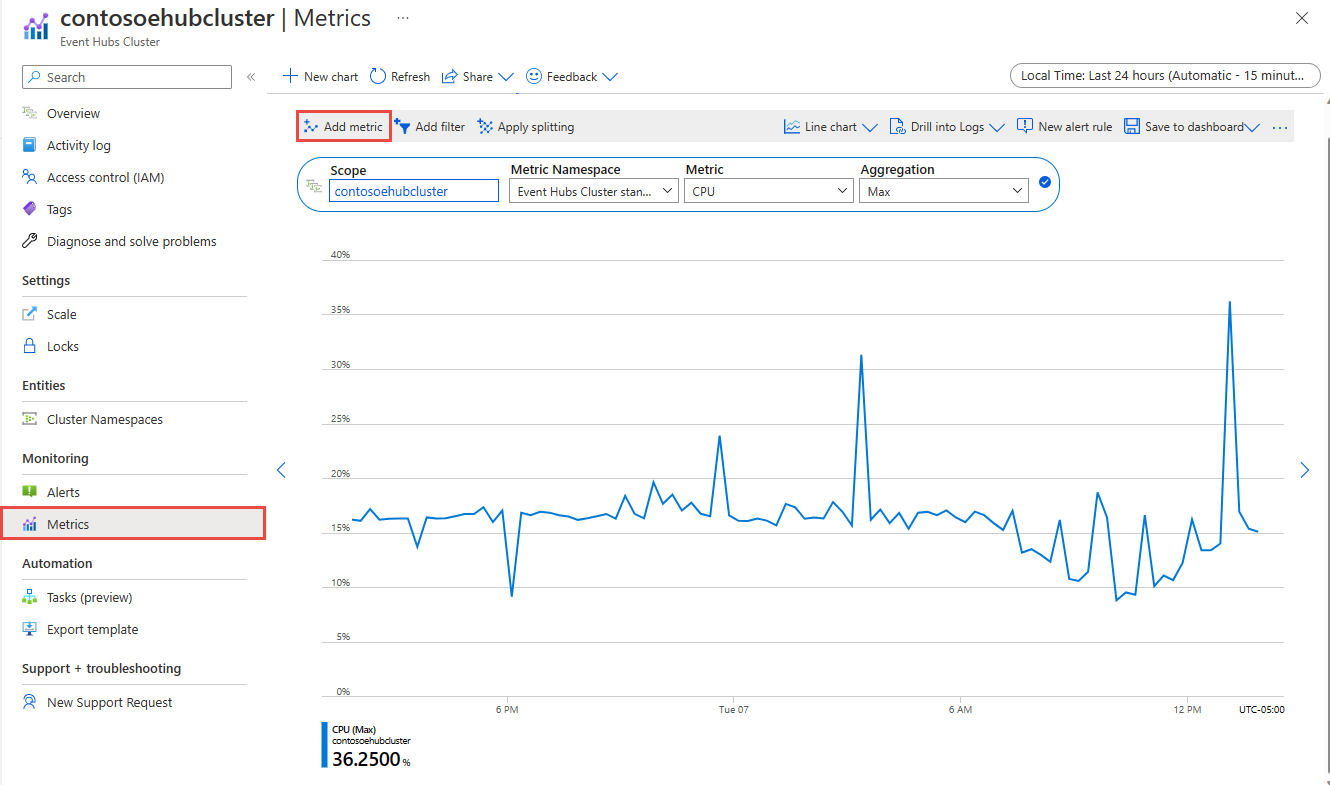 contosoehubcluster | Metrics ...
Event Hubs Cluster
Search
«
New chart Refresh Share Feedback
Local Time: Last 24 hours (Automatic - 15 minut...
Overview
Activity log
Access control (IAM)
Tags
Diagnose and solve problems
Settings
Scale
Locks
Entities
Cluster Namespaces
Monitoring
Alerts
Metrics
Automation
Tasks (preview)
Export template
Support + troubleshooting
New Support Request
Add metric Add filter Apply splitting Line chart Drill into Logs New alert rule Save to dashboard ...
Scope Metric Namespace Metric Aggregation
contosoehubcluster Event Hubs Cluster stan... CPU Max
40%
35%
30%
25%
20%
15%
10%
5%
0%
6 PM Tue 07 6 AM 12 PM UTC-05:00
CPU (Max)
contosoehubcluster
36.2500 %